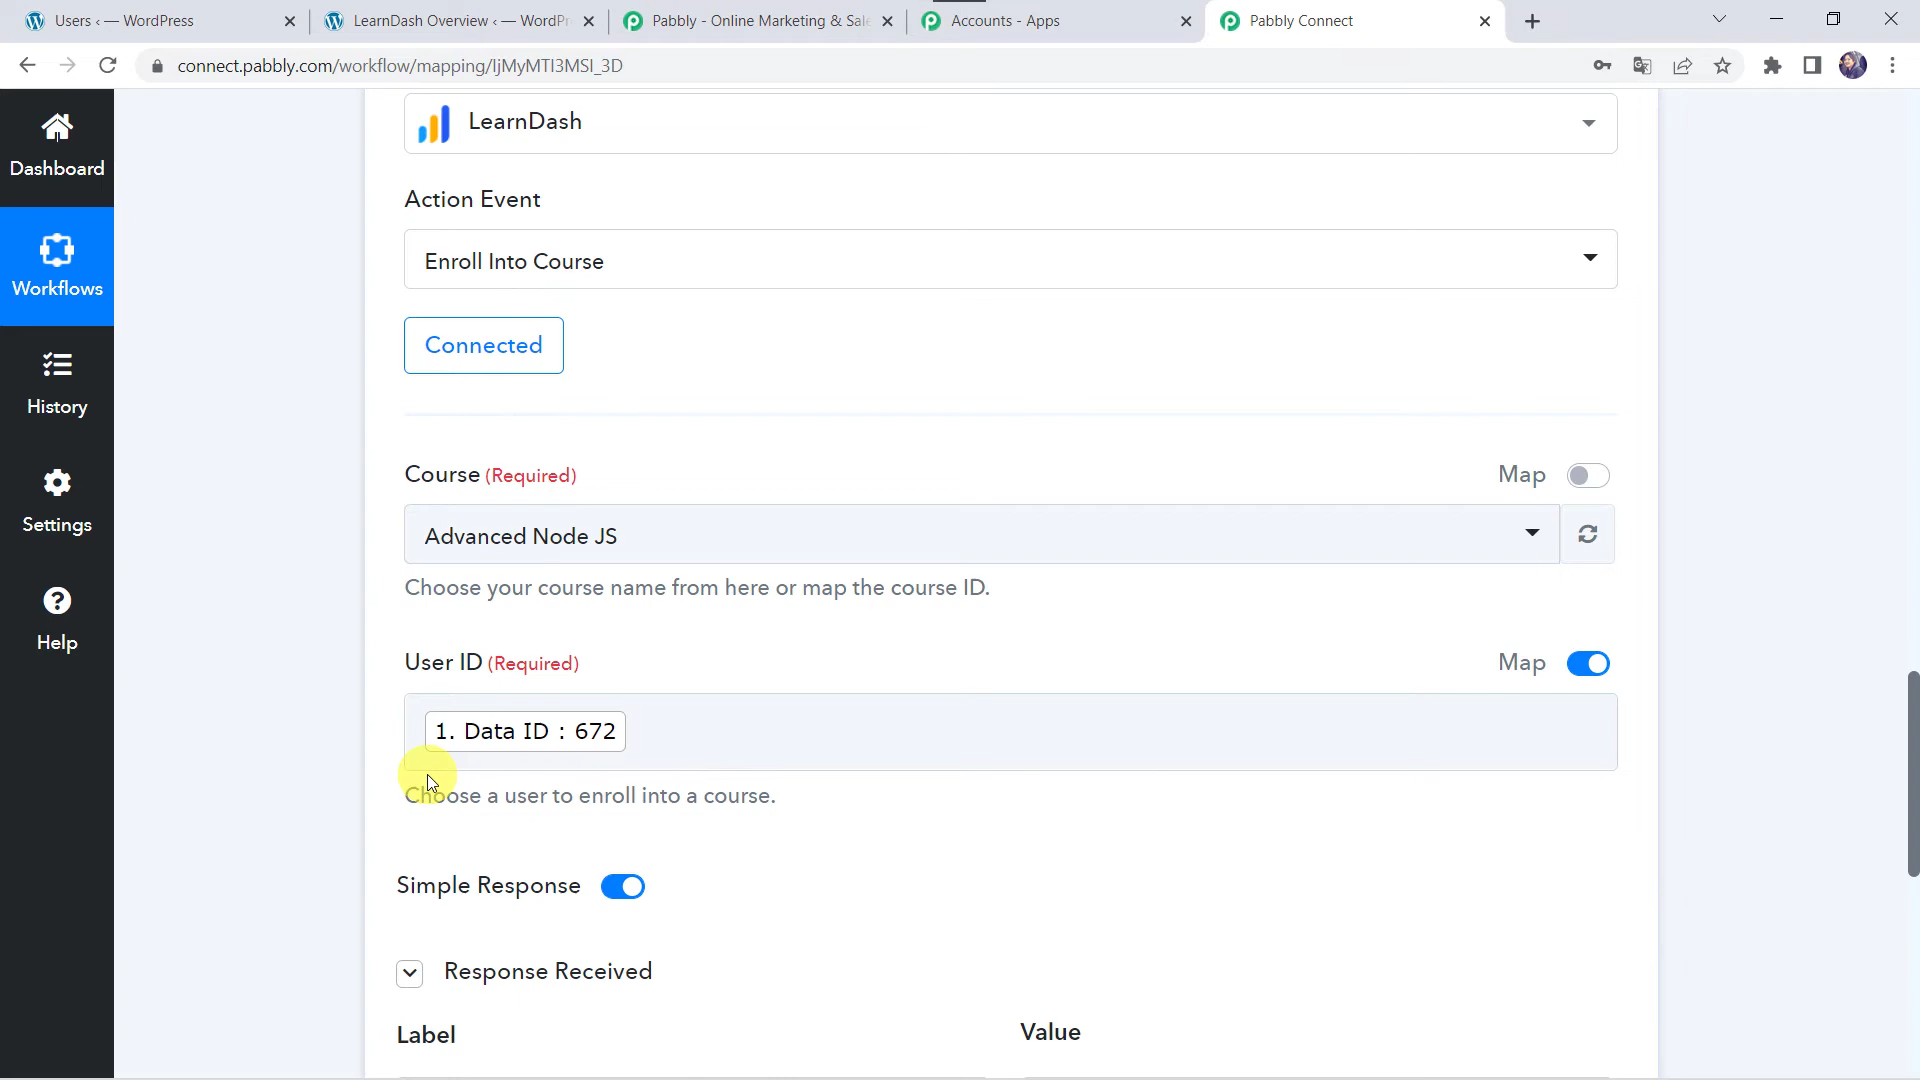 Users ‹ — WordPress
LearnDash Overview ‹ — WordPr
Pabbly - Online Marketing & Sale
Accounts - Apps
Pabbly Connect
connect.pabbly.com/workflow/mapping/IjMyMTI3MSI_3D
Dashboard
Workflows
History
Settings
Help
LearnDash
Action Event
Enroll Into Course
Connected
Course (Required)
Map
Advanced Node JS
Choose your course name from here or map the course ID.
User ID (Required)
Map
1. Data ID : 672
Choose a user to enroll into a course.
Simple Response
Response Received
Label
Value